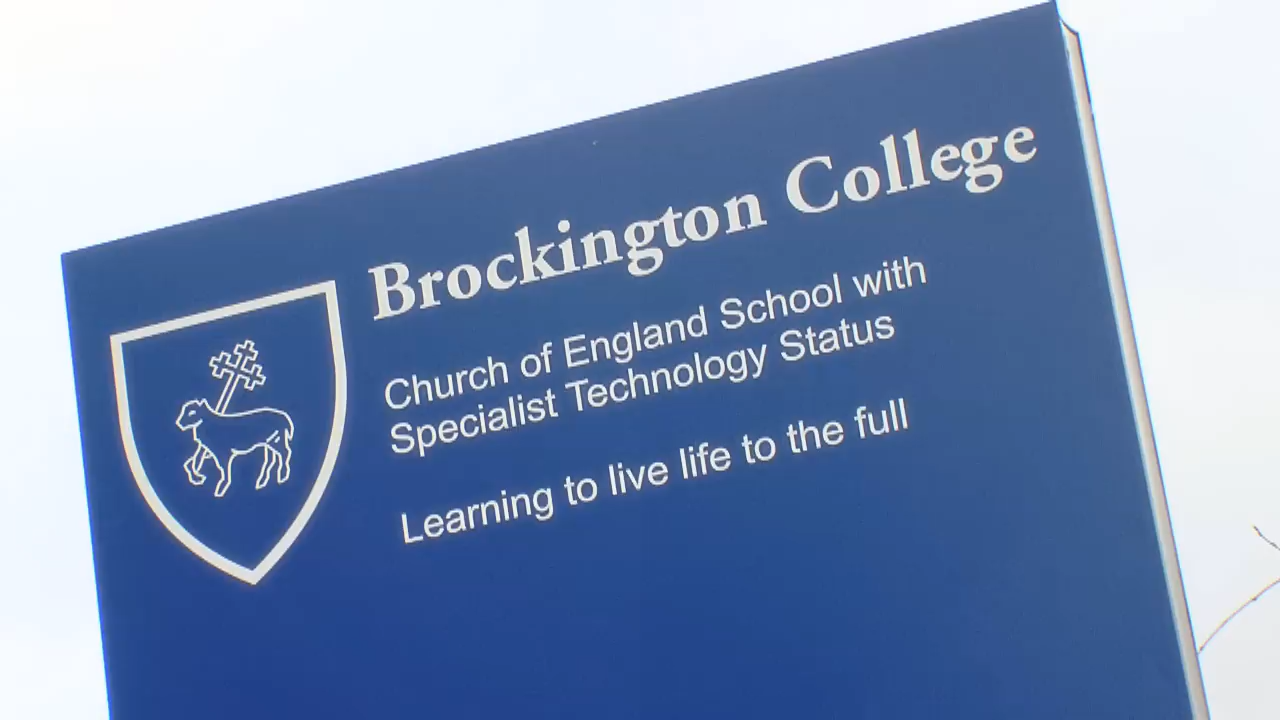 Brockington College
Church of England School with
Specialist Technology Status
Learning to live life to the full